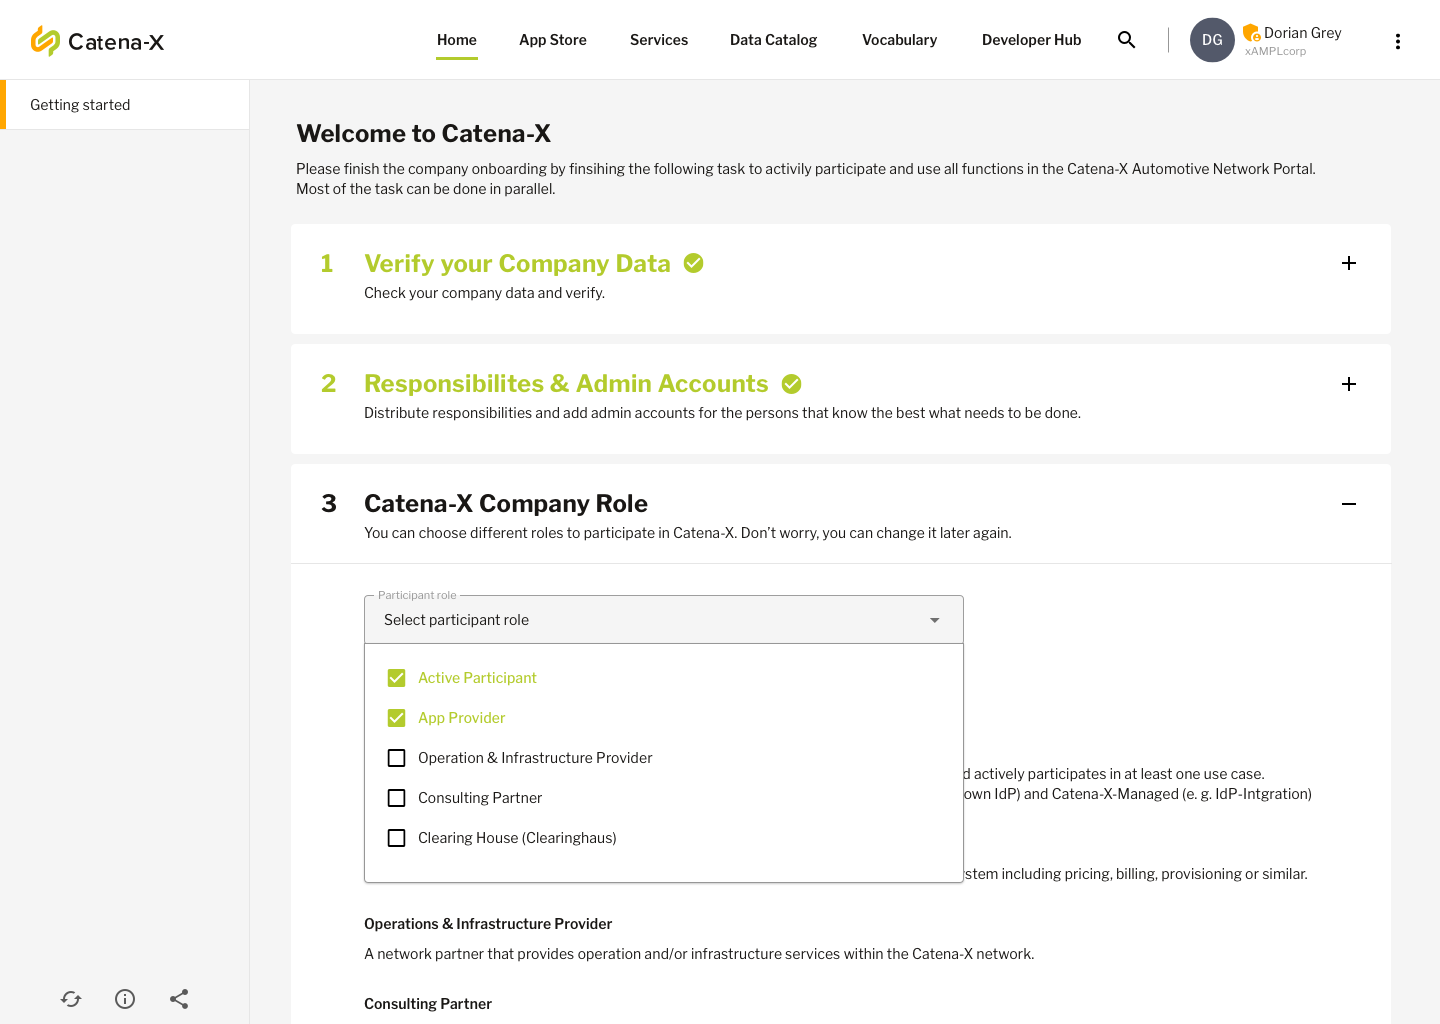 Catena-X
Home
App Store
Services
Data Catalog
Vocabulary
Developer Hub
DG
Dorian Grey
xAMPLcorp
Getting started
Welcome to Catena-X
Please finish the company onboarding by finsihing the following task to activily participate and use all functions in the Catena-X Automotive Network Portal.
Most of the task can be done in parallel.
1 Verify your Company Data
Check your company data and verify.
2 Responsibilites & Admin Accounts
Distribute responsibilities and add admin accounts for the persons that know the best what needs to be done.
3 Catena-X Company Role
You can choose different roles to participate in Catena-X. Don't worry, you can change it later again.
Participant role
Select participant role
Active Participant
App Provider
Operation & Infrastructure Provider
Consulting Partner
Clearing House (Clearinghaus)
d actively participates in at least one use case.
own IdP) and Catena-X-Managed (e. g. IdP-Intgration)
stem including pricing, billing, provisioning or similar.
Operations & Infrastructure Provider
A network partner that provides operation and/or infrastructure services within the Catena-X network.
Consulting Partner